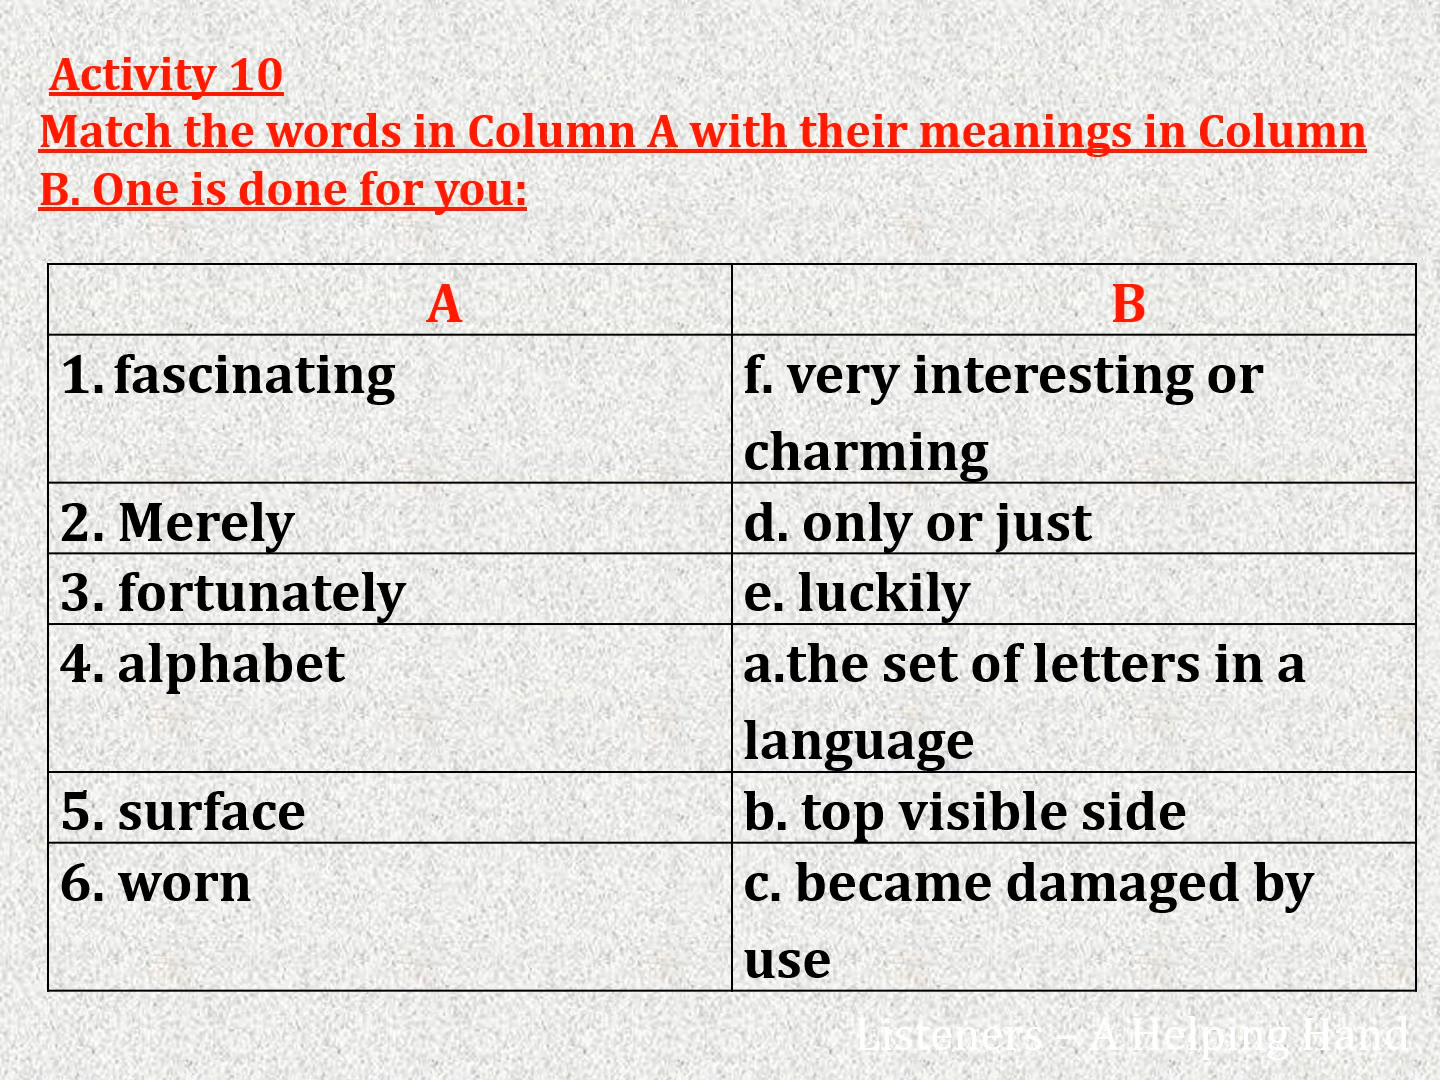 Activity 10
Match the words in Column A with their meanings in Column
B. One is done for you:
A B
1. fascinating f. very interesting or
charming
2. Merely d. only or just
3. fortunately e. luckily
4. alphabet a.the set of letters in a
language
5. surface b. top visible side
6. worn c. became damaged by
use
Listeners – A Helping Hand